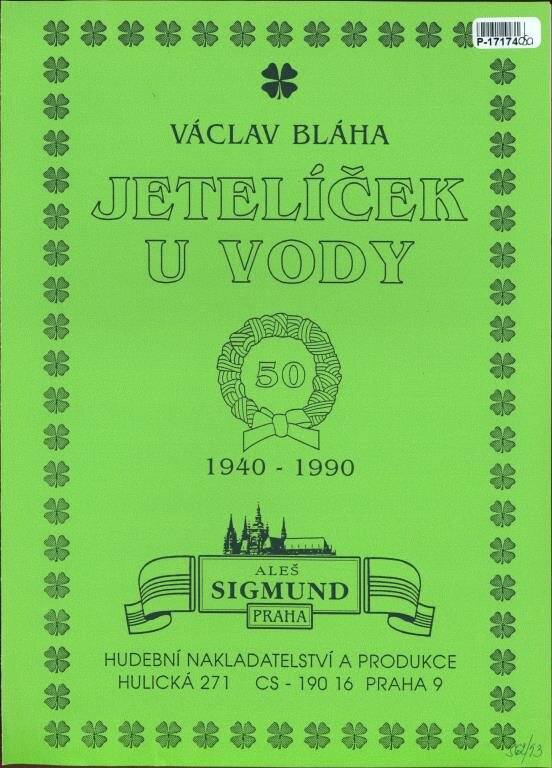 P-17174
VÁCLAV BLÁHA
JETELÍČEK
U VODY
50
1940 - 1990
ALEŠ
SIGMUND
PRAHA
HUDEBNÍ NAKLADATELSTVÍ A PRODUKCE
HULICKÁ 271 CS - 190 16 PRAHA 9